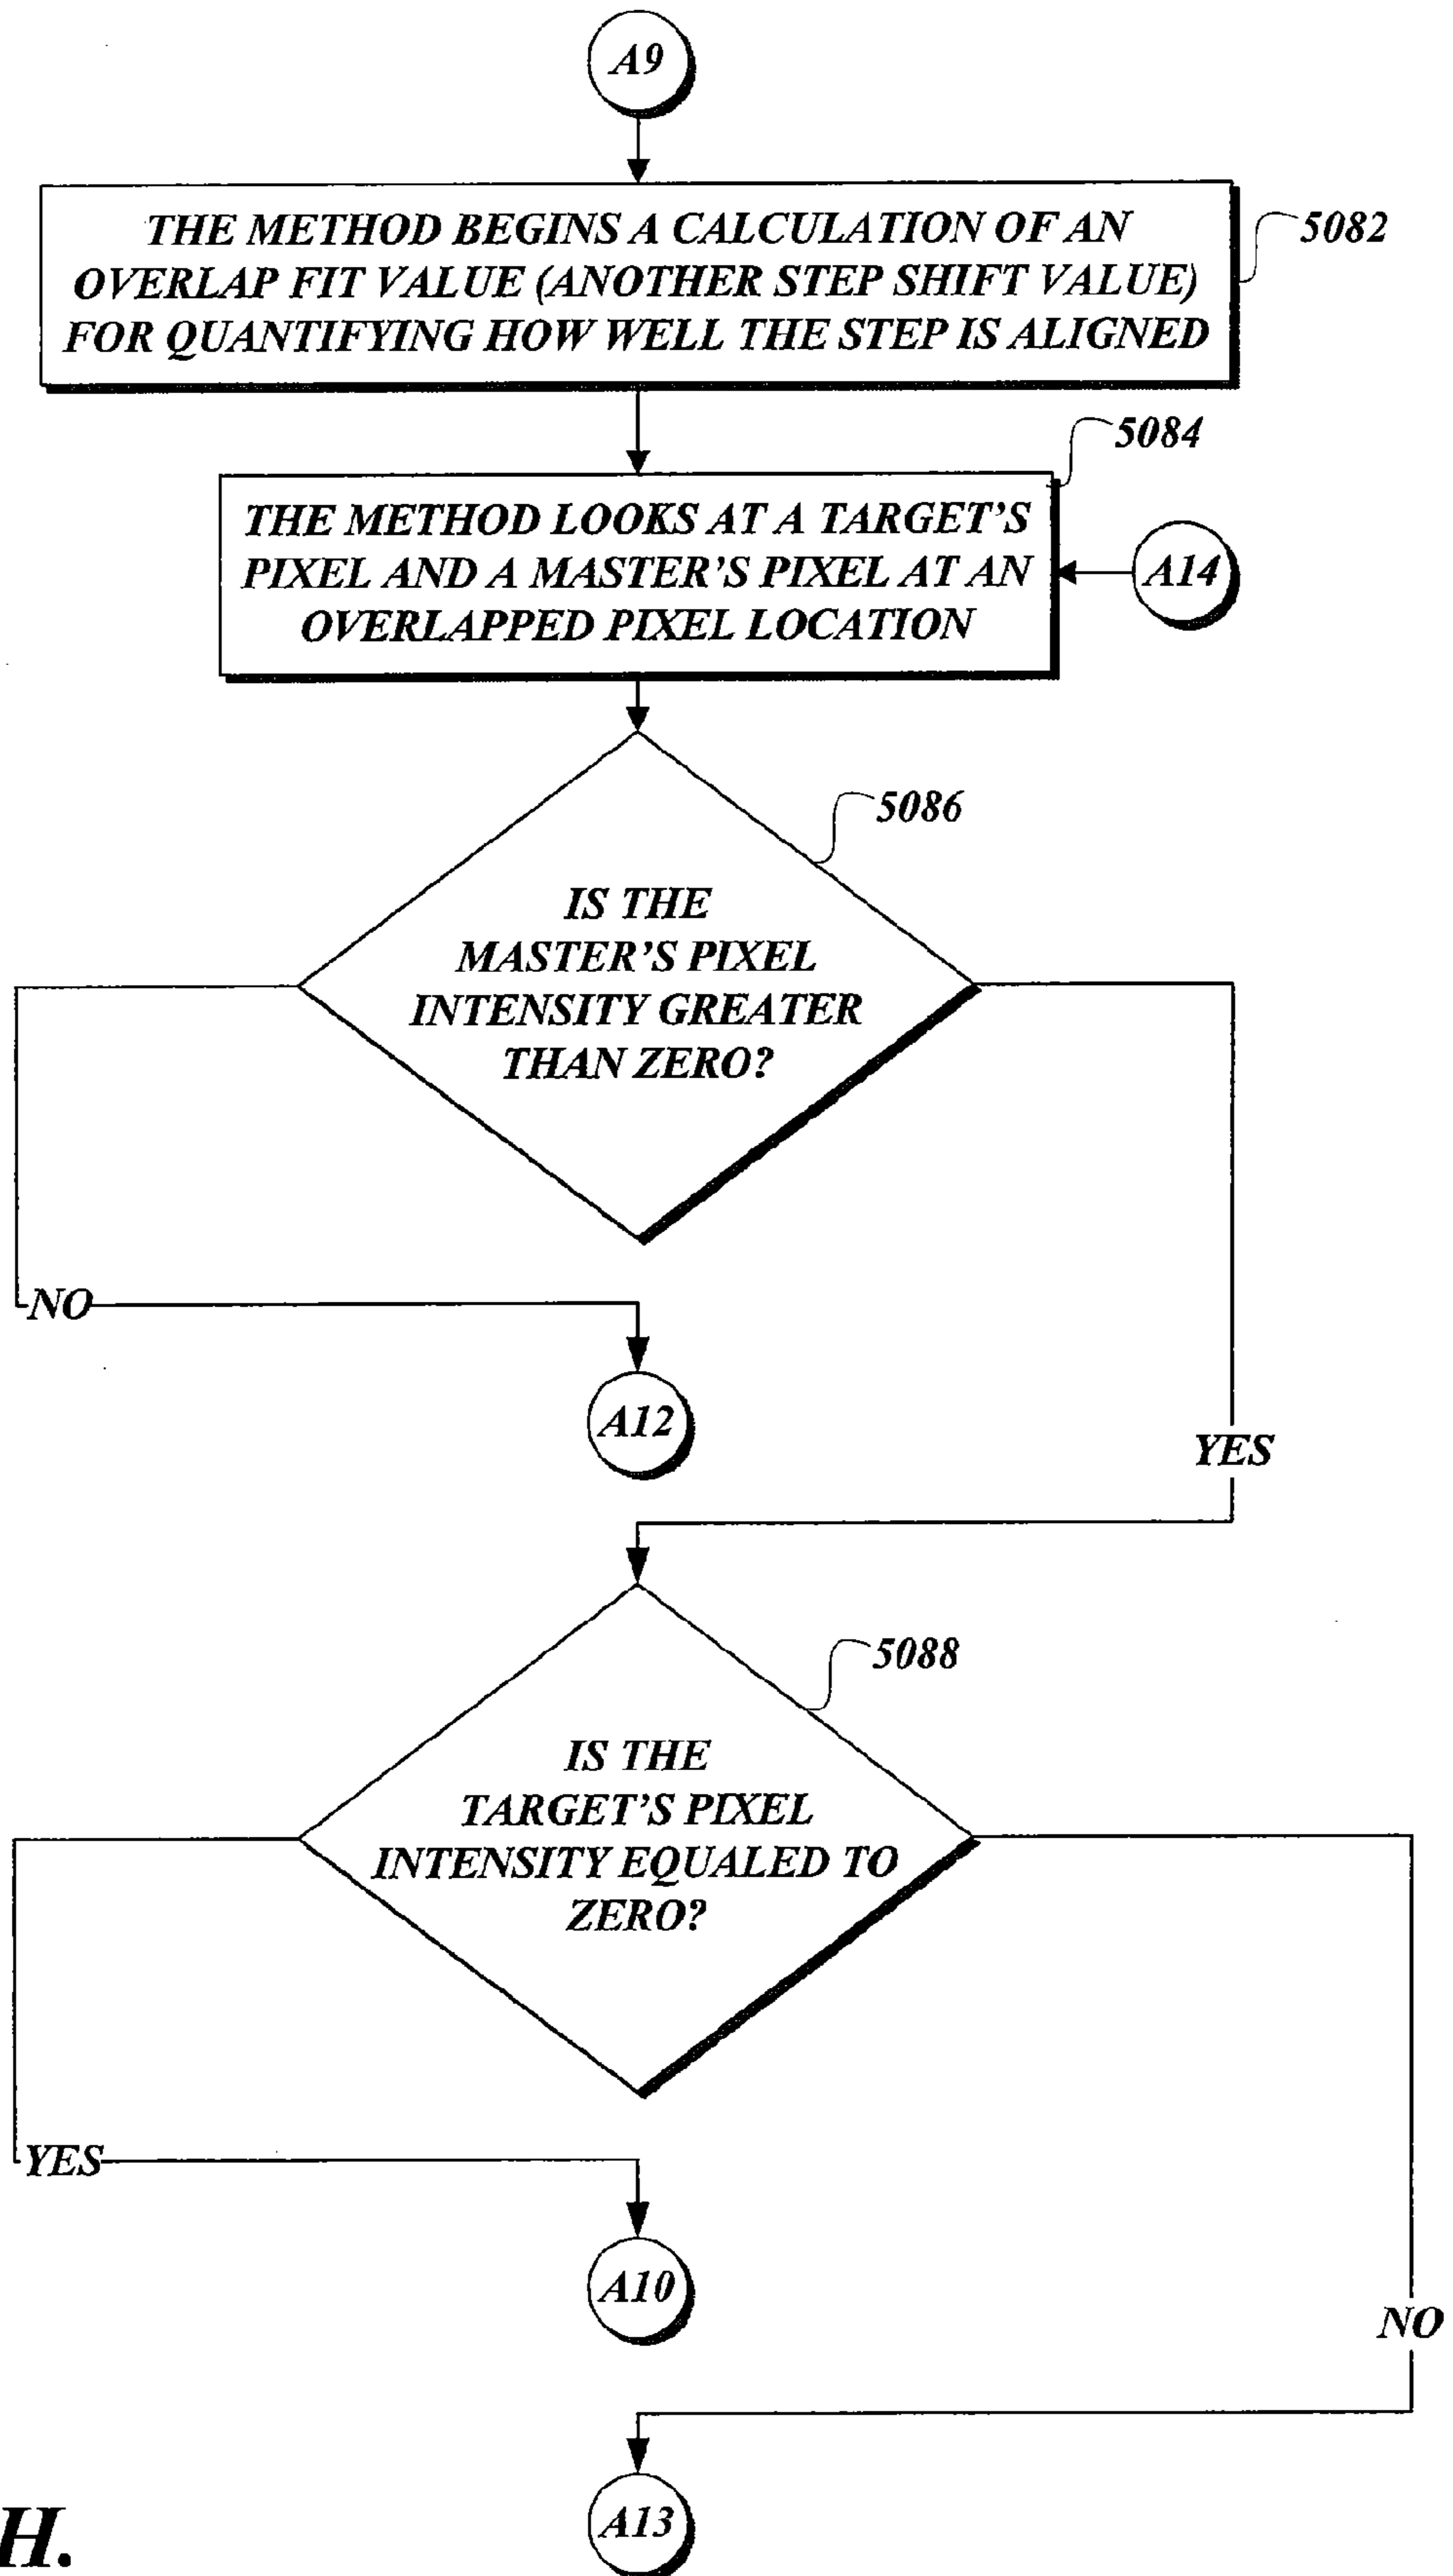 A9
THE METHOD BEGINS A CALCULATION OF AN
OVERLAP FIT VALUE (ANOTHER STEP SHIFT VALUE)
FOR QUANTIFYING HOW WELL THE STEP IS ALIGNED
5082
5084
THE METHOD LOOKS AT A TARGET'S
PIXEL AND A MASTER'S PIXEL AT AN
OVERLAPPED PIXEL LOCATION
A14
5086
IS THE
MASTER'S PIXEL
INTENSITY GREATER
THAN ZERO?
NO
A12
YES
5088
IS THE
TARGET'S PIXEL
INTENSITY EQUALED TO
ZERO?
YES
A10
NO
A13
H.